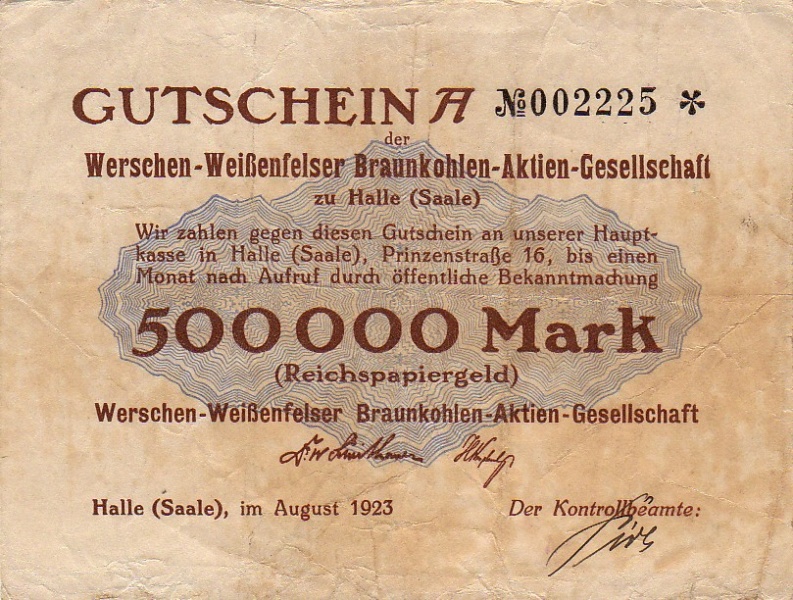 GUTSCHEIN A № 002225 *
der
Werschen-Weißenfelser Braunkohlen-Aktien-Gesellschaft
zu Halle (Saale)
Wir zahlen gegen diesen Gutschein an unserer Haupt-
kasse in Halle (Saale), Prinzenstraße 16, bis einen
Monat nach Aufruf durch öffentliche Bekanntmachung
500000 Mark
(Reichspapiergeld)
Werschen-Weißenfelser Braunkohlen-Aktien-Gesellschaft
Halle (Saale), im August 1923 Der Kontrollbeamte: